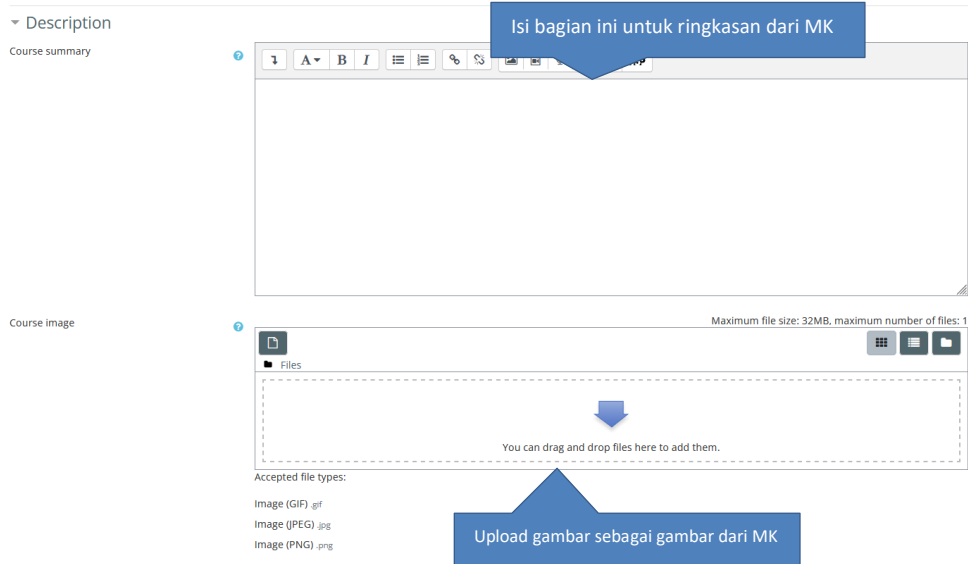 Description
Isi bagian ini untuk ringkasan dari MK
Course summary
A B I
Course image
Maximum file size: 32MB, maximum number of files: 1
Files
You can drag and drop files here to add them.
Accepted file types:
Image (GIF) .gif
Image (JPEG) .jpg
Image (PNG) .png
Upload gambar sebagai gambar dari MK